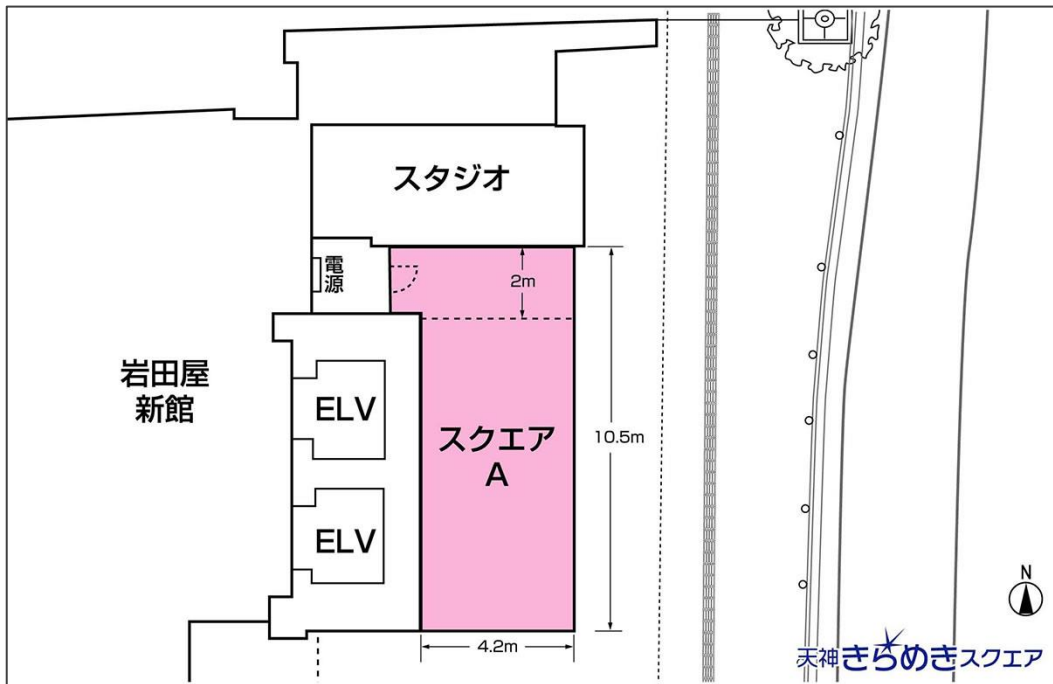 スタジオ
電源
2m
岩田屋
新館
ELV
スクエア
A
10.5m
ELV
4.2m
N
天神きらめきスクエア